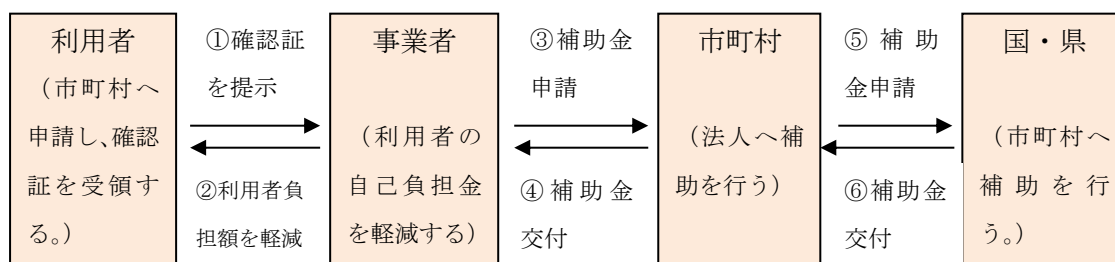 利用者
（市町村へ
申請し、確認
証を受領す
る。）
①確認証
を提示
②利用者負
担額を軽減
事業者
（利用者の
自己負担金
を軽減する）
③補助金
申請
④補助金
交付
市町村
（法人へ補
助を行う）
⑤補助
金申請
⑥補助金
交付
国・県
（市町村へ
補助を行
う。）